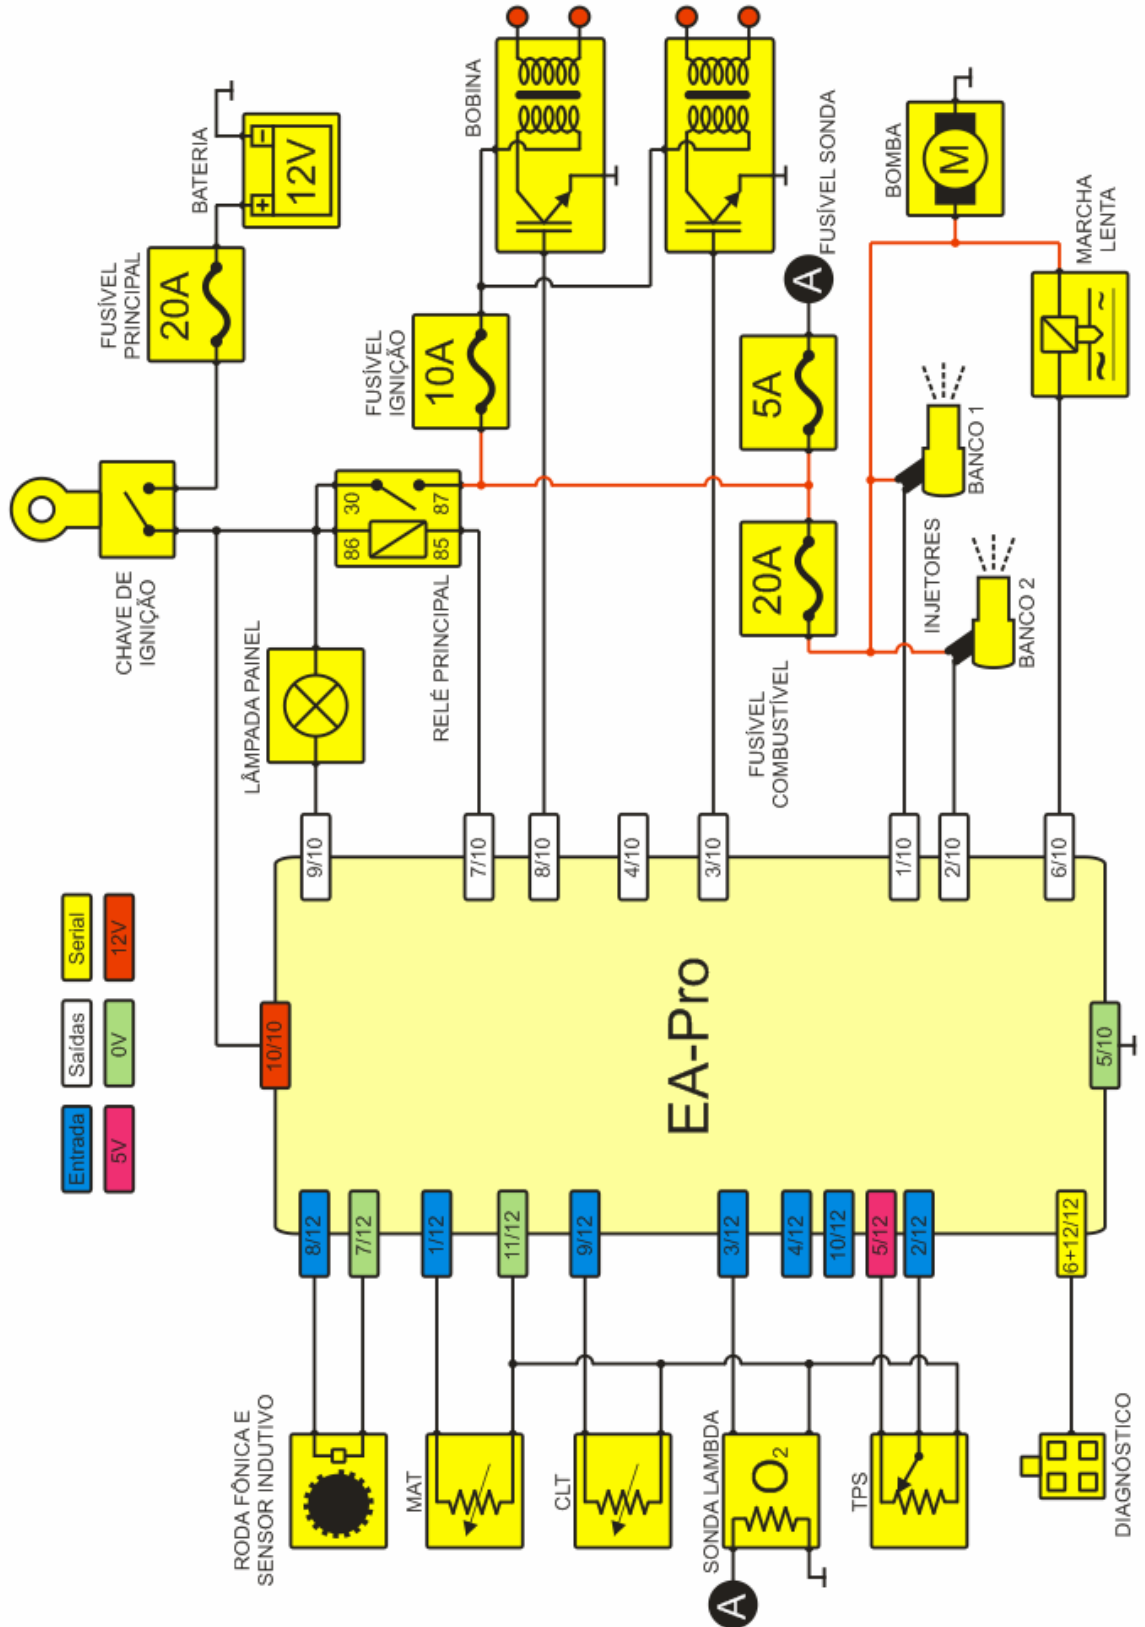 Entrada
Saídas
Serial
5V
0V
12V
BATERIA
12V
+
−
FUSÍVEL
PRINCIPAL
20A
CHAVE DE
IGNIÇÃO
LÂMPADA PAINEL
RELÉ PRINCIPAL
30
87
86
85
FUSÍVEL
IGNIÇÃO
10A
BOBINA
FUSÍVEL SONDA
A
5A
FUSÍVEL
COMBUSTÍVEL
20A
BOMBA
M
MARCHA
LENTA
INJETORES
BANCO 1
BANCO 2
EA-Pro
10/10
9/10
7/10
8/10
4/10
3/10
1/10
2/10
6/10
5/10
8/12
7/12
1/12
11/12
9/12
3/12
4/12
10/12
5/12
2/12
6+12/12
RODA FÔNICA E
SENSOR INDUTIVO
MAT
CLT
SONDA LAMBDA
O2
A
TPS
DIAGNÓSTICO